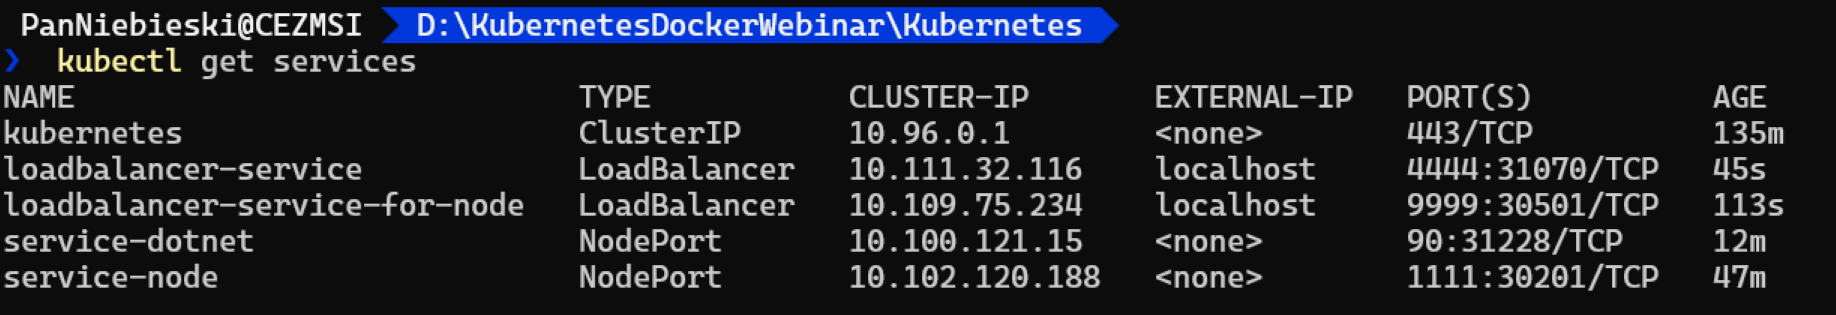 PanNiebieski@CEZMSI D:\KubernetesDockerWebinar\Kubernetes
❯ kubectl get services
NAME TYPE CLUSTER-IP EXTERNAL-IP PORT(S) AGE
kubernetes ClusterIP 10.96.0.1 <none> 443/TCP 135m
loadbalancer-service LoadBalancer 10.111.32.116 localhost 4444:31070/TCP 45s
loadbalancer-service-for-node LoadBalancer 10.109.75.234 localhost 9999:30501/TCP 113s
service-dotnet NodePort 10.100.121.15 <none> 90:31228/TCP 12m
service-node NodePort 10.102.120.188 <none> 1111:30201/TCP 47m